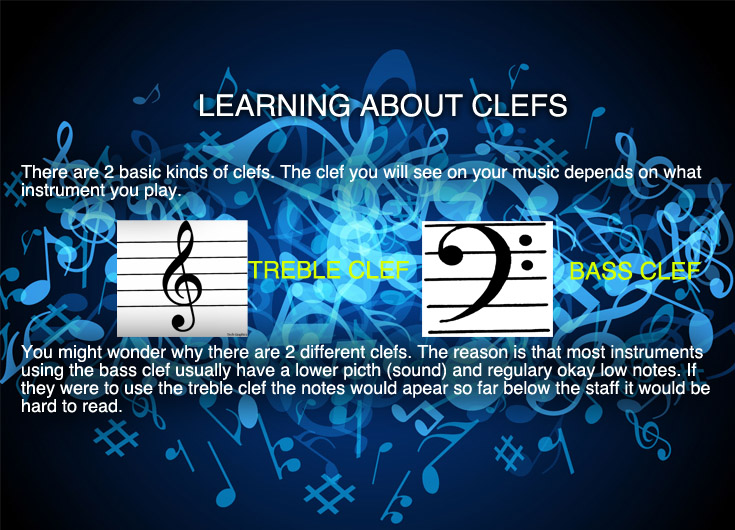 LEARNING ABOUT CLEFS
There are 2 basic kinds of clefs. The clef you will see on your music depends on what
instrument you play.
TREBLE CLEF
BASS CLEF
You might wonder why there are 2 different clefs. The reason is that most instruments
using the bass clef usually have a lower picth (sound) and regulary okay low notes. If
they were to use the treble clef the notes would apear so far below the staff it would be
hard to read.